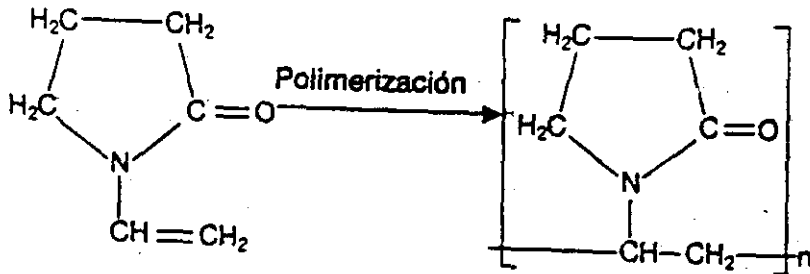 H₂C CH₂ H₂C CH₂
Polimerización
H₂C C=O H₂C C=O
N N
CH=CH₂ CH-CH₂ n